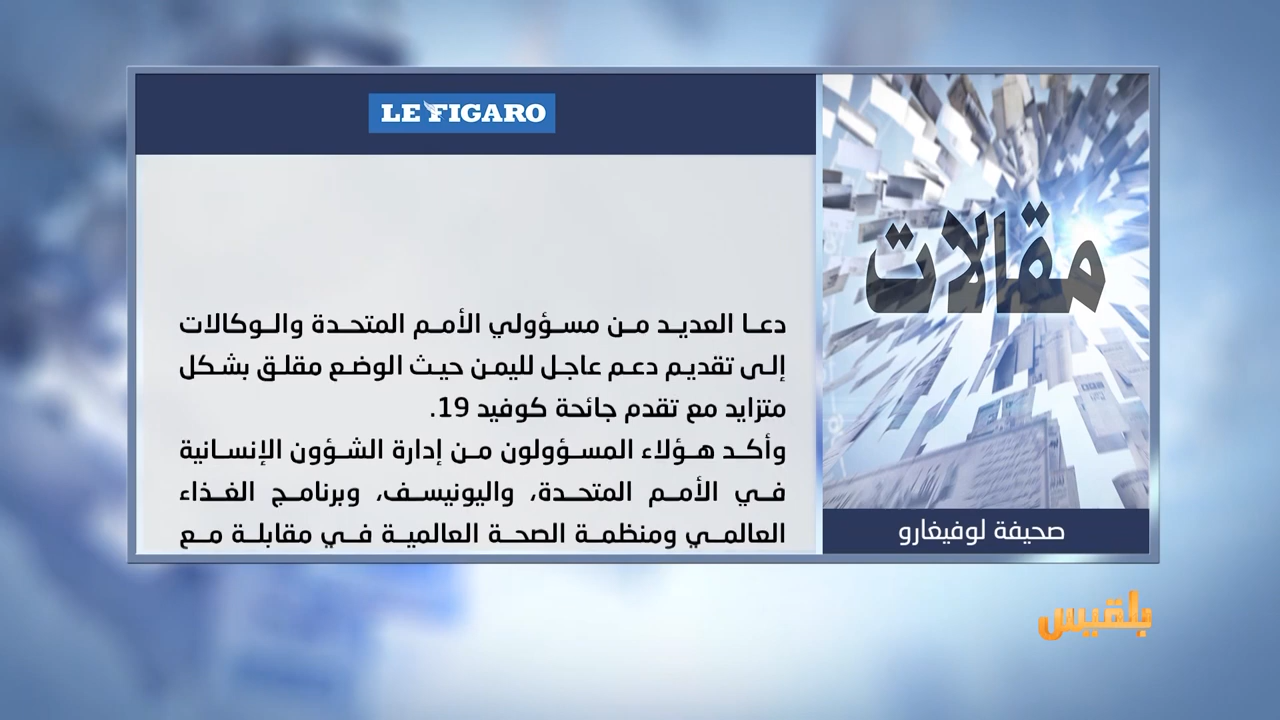 LE FIGARO
مقالات
دعا العديد من مسؤولي الأمم المتحدة والوكالات
إلى تقديم دعم عاجل لليمن حيث الوضع مقلق بشكل
متزايد مع تقدم جائحة كوفيد 19.
وأكد هؤلاء المسؤولون من إدارة الشؤون الإنسانية
في الأمم المتحدة، واليونيسف، وبرنامج الغذاء
العالمي ومنظمة الصحة العالمية في مقابلة مع
صحيفة لوفيغارو
بلقيس